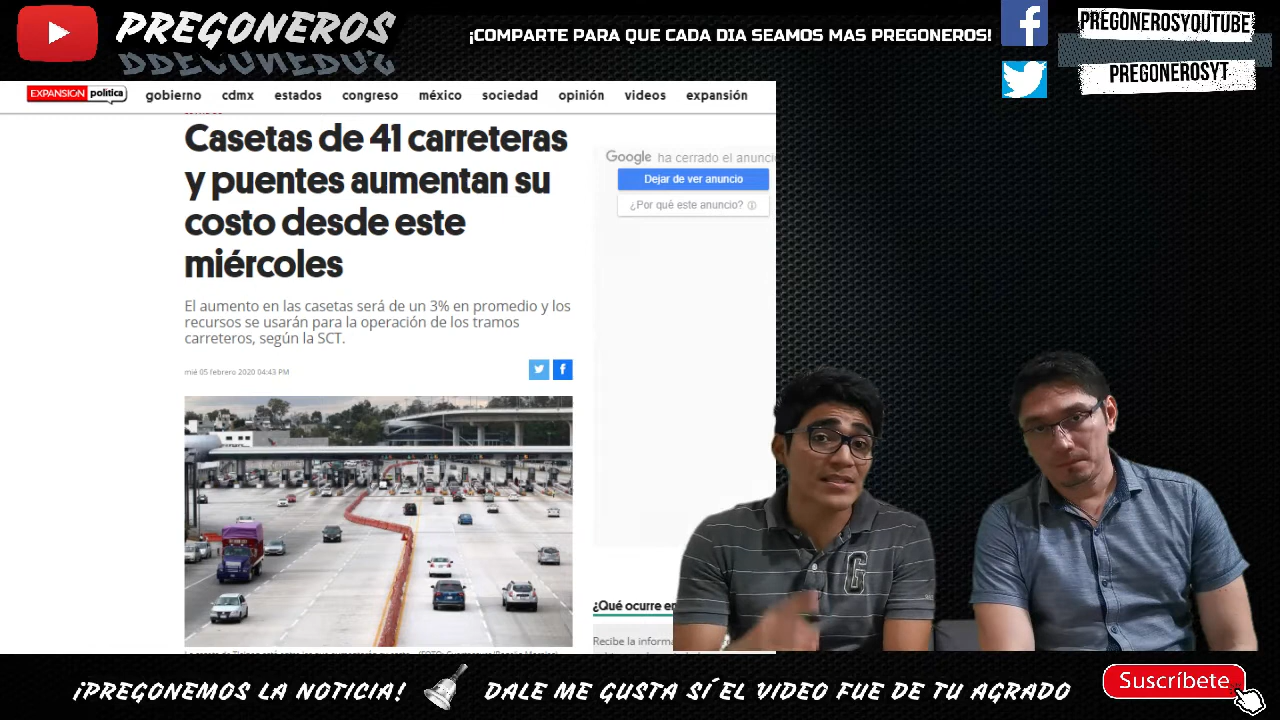 PREGONEROS
¡COMPARTE PARA QUE CADA DIA SEAMOS MAS PREGONEROS!
PREGONEROSYOUTUBE
PREGONEROSYT
EXPANSIÓN política
gobierno cdmx estados congreso méxico sociedad opinión videos expansión
Casetas de 41 carreteras
y puentes aumentan su
costo desde este
miércoles
Google ha cerrado el anuncio
Dejar de ver anuncio
¿Por qué este anuncio?
El aumento en las casetas será de un 3% en promedio y los
recursos se usarán para la operación de los tramos
carreteros, según la SCT.
mié 05 febrero 2020 04:43 PM
¿Qué ocurre en
Recibe la informa
G
¡PREGONEMOS LA NOTICIA!
DALE ME GUSTA SÍ EL VIDEO FUE DE TU AGRADO
Suscríbete